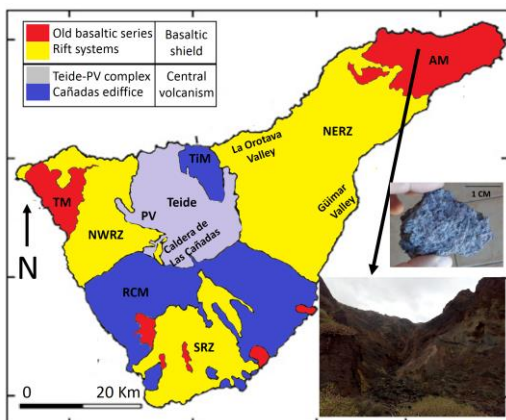 Old basaltic series
Rift systems
Basaltic
shield
Teide-PV complex
Cañadas ediffice
Central
volcanism
AM
NERZ
La Orotava
Valley
TiM
Güimar Valley
1 CM
TM
Teide
PV
NWRZ
Caldera de
Las Cañadas
N
RCM
SRZ
0 20 Km